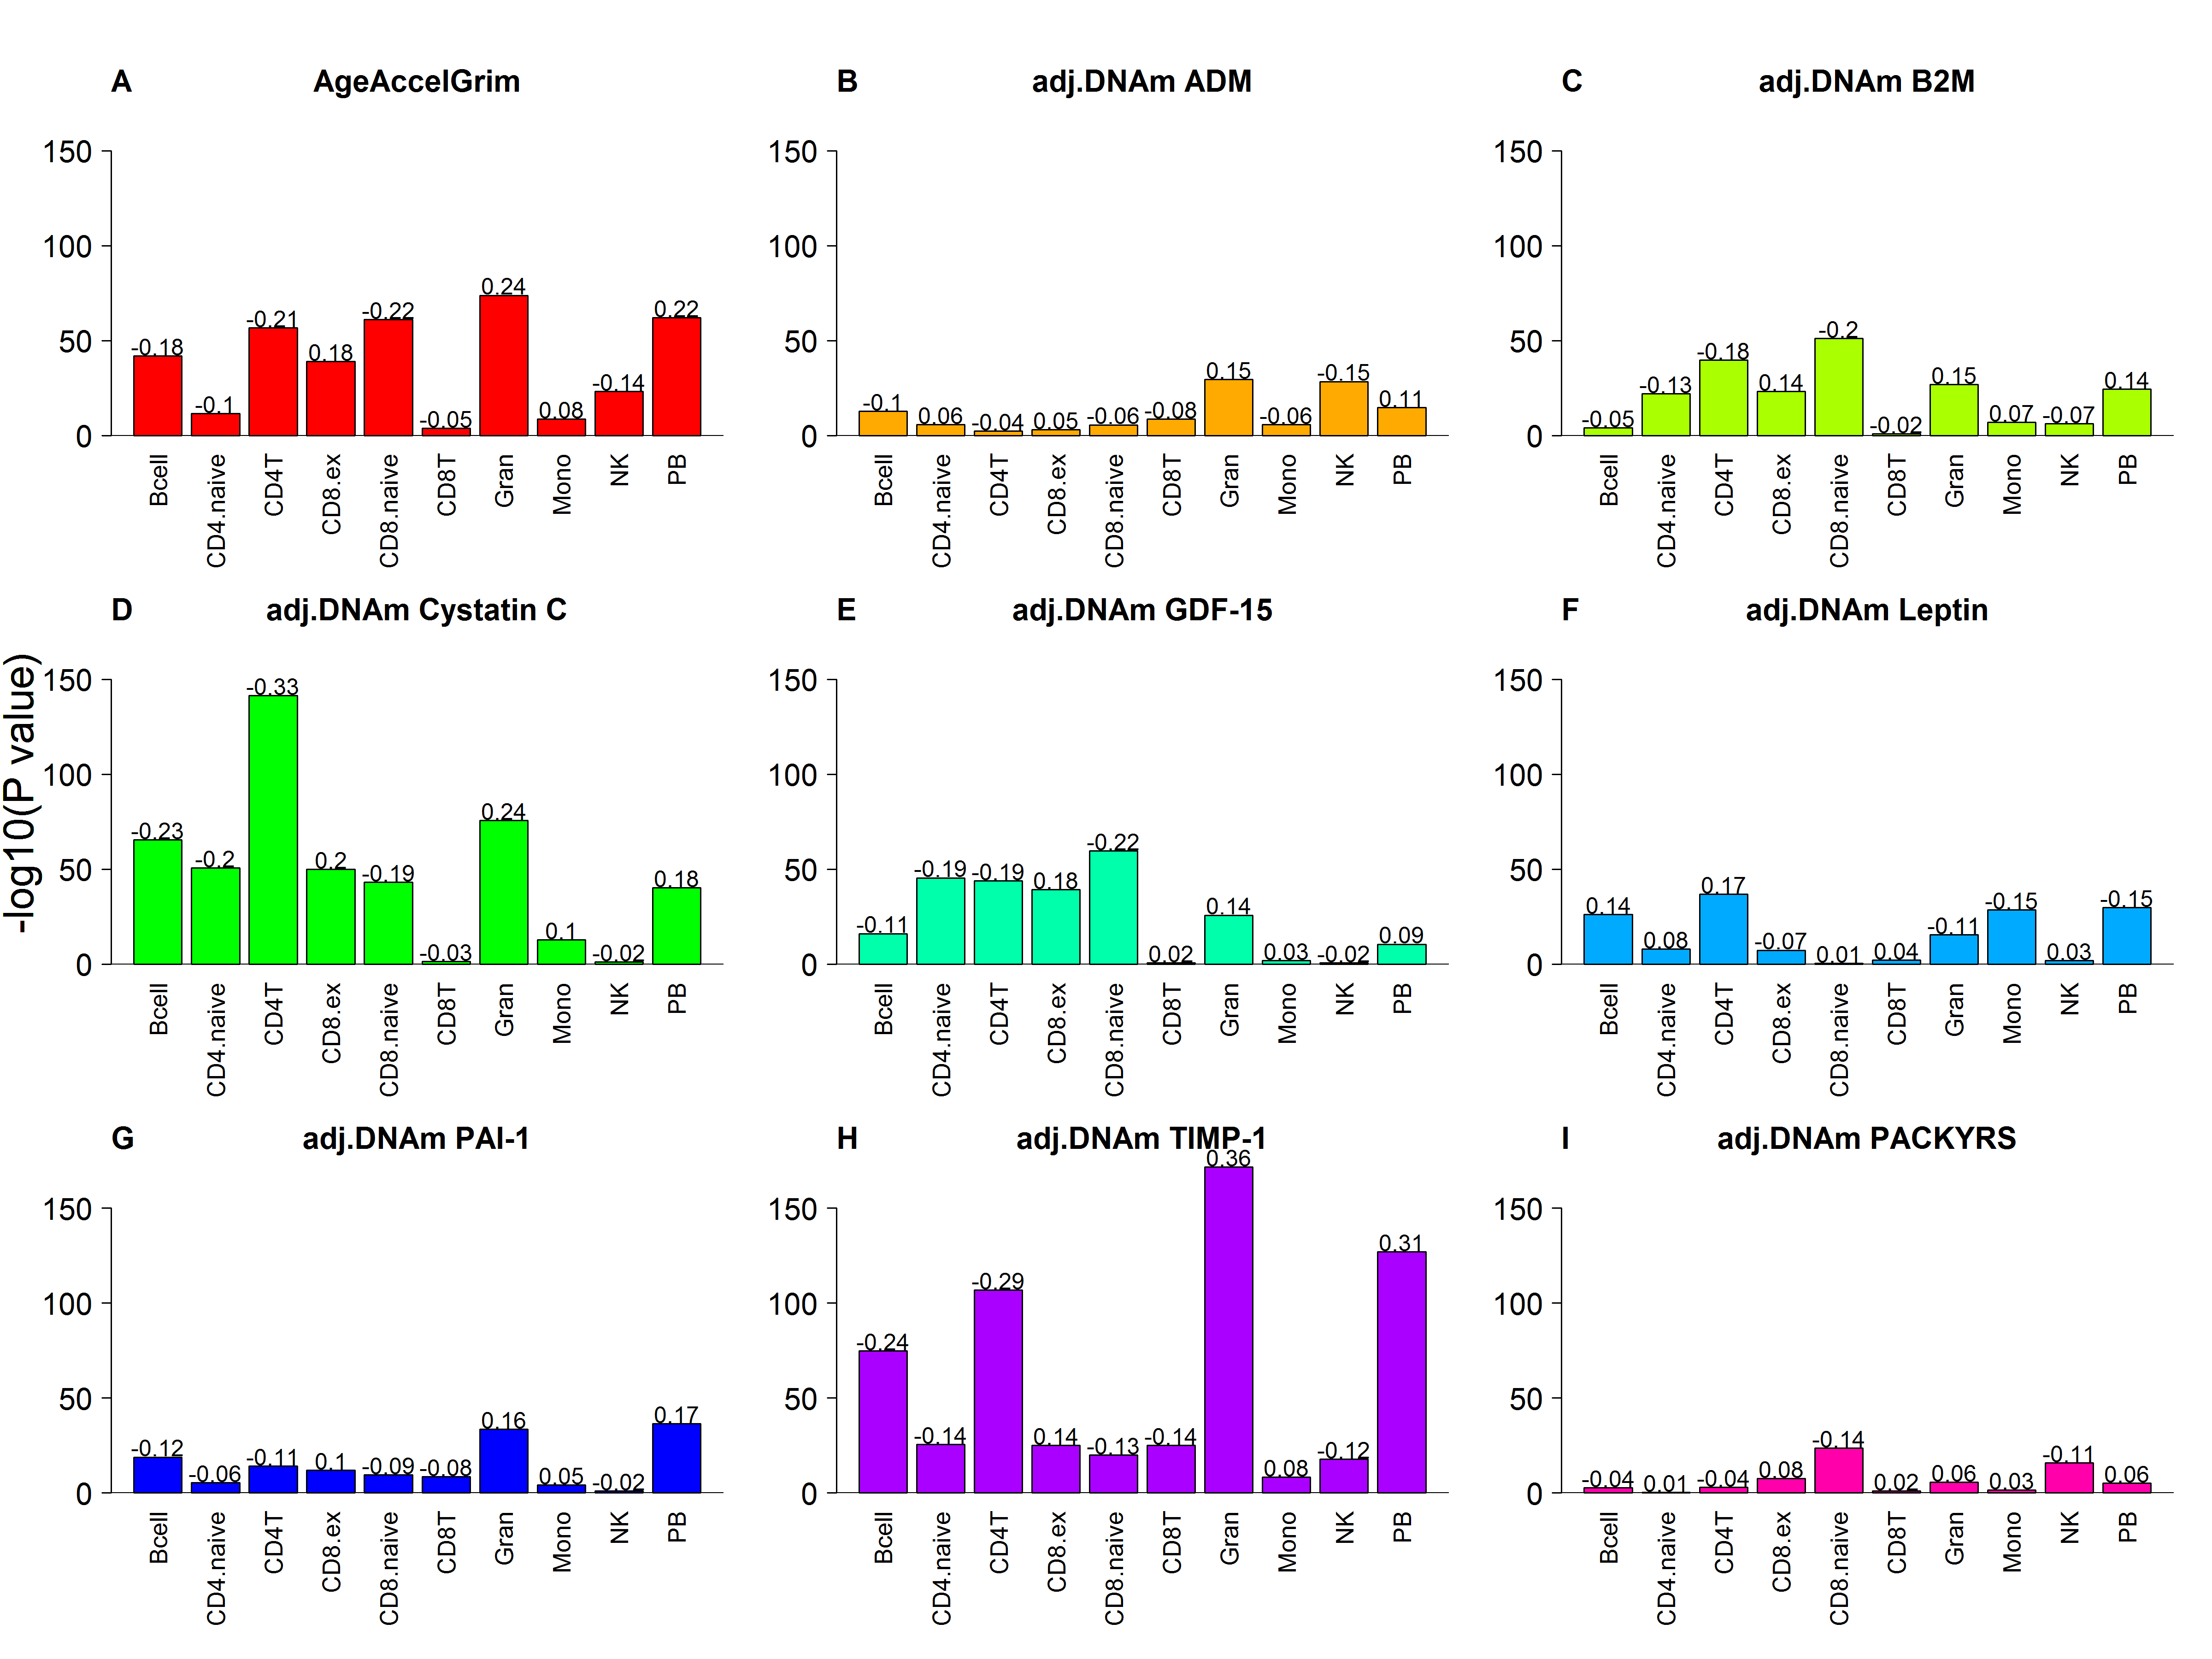 A AgeAccelGrim
150
100
50
0
-0.18 -0.1 -0.21 0.18 -0.22 -0.05 0.24 0.08 -0.14 0.22
Bcell CD4.naive CD4T CD8.ex CD8.naive CD8T Gran Mono NK PB
B adj.DNAm ADM
150
100
50
0
-0.1 0.06 -0.04 0.05 -0.06 -0.08 0.15 -0.06 -0.15 0.11
Bcell CD4.naive CD4T CD8.ex CD8.naive CD8T Gran Mono NK PB
C adj.DNAm B2M
150
100
50
0
-0.05 -0.13 -0.18 0.14 -0.2 -0.02 0.15 0.07 -0.07 0.14
Bcell CD4.naive CD4T CD8.ex CD8.naive CD8T Gran Mono NK PB
-log10(P value)
D adj.DNAm Cystatin C
150
100
50
0
-0.23 -0.2 -0.33 0.2 -0.19 -0.03 0.24 0.1 -0.02 0.18
Bcell CD4.naive CD4T CD8.ex CD8.naive CD8T Gran Mono NK PB
E adj.DNAm GDF-15
150
100
50
0
-0.11 -0.19 -0.19 0.18 -0.22 0.02 0.14 0.03 -0.02 0.09
Bcell CD4.naive CD4T CD8.ex CD8.naive CD8T Gran Mono NK PB
F adj.DNAm Leptin
150
100
50
0
0.14 0.08 0.17 -0.07 0.01 0.04 -0.11 -0.15 0.03 -0.15
Bcell CD4.naive CD4T CD8.ex CD8.naive CD8T Gran Mono NK PB
G adj.DNAm PAI-1
150
100
50
0
-0.12 -0.06 -0.11 0.1 -0.09 -0.08 0.16 0.05 -0.02 0.17
Bcell CD4.naive CD4T CD8.ex CD8.naive CD8T Gran Mono NK PB
H adj.DNAm TIMP-1
150
100
50
0
-0.24 -0.14 -0.29 0.14 -0.13 -0.14 0.36 0.08 -0.12 0.31
Bcell CD4.naive CD4T CD8.ex CD8.naive CD8T Gran Mono NK PB
I adj.DNAm PACKYRS
150
100
50
0
-0.04 0.01 -0.04 0.08 -0.14 0.02 0.06 0.03 -0.11 0.06
Bcell CD4.naive CD4T CD8.ex CD8.naive CD8T Gran Mono NK PB